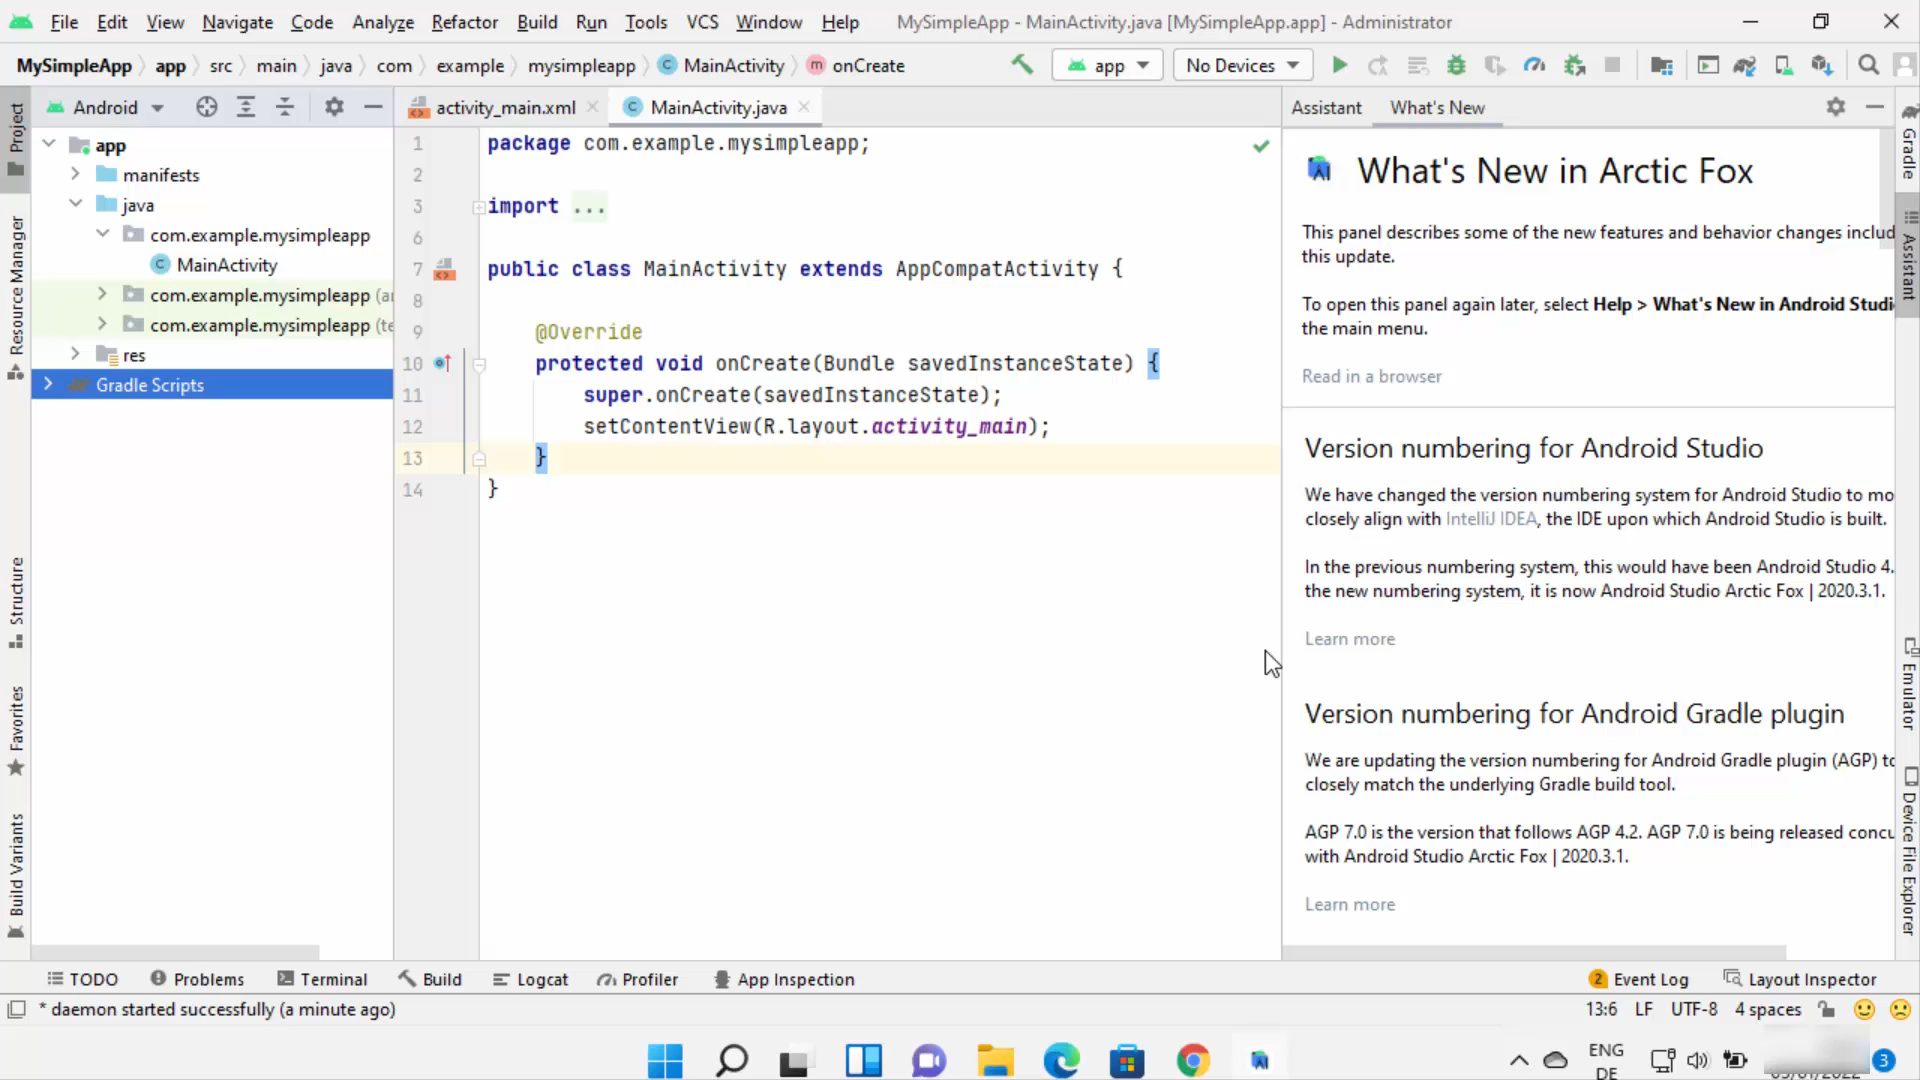 File Edit View Navigate Code Analyze Refactor Build Run Tools VCS Window Help MySimpleApp - MainActivity.java [MySimpleApp.app] - Administrator
MySimpleApp app src main java com example mysimpleapp MainActivity onCreate app No Devices
Android
activity_main.xml MainActivity.java
Assistant What's New
Project
Resource Manager
Structure
Favorites
Build Variants
app
manifests
java
com.example.mysimpleapp
MainActivity
com.example.mysimpleapp (a
com.example.mysimpleapp (te
res
Gradle Scripts
1 package com.example.mysimpleapp;
2
3 import ...
6
7 public class MainActivity extends AppCompatActivity {
8
9 @Override
10 protected void onCreate(Bundle savedInstanceState) {
11 super.onCreate(savedInstanceState);
12 setContentView(R.layout.activity_main);
13 }
14 }
What's New in Arctic Fox
This panel describes some of the new features and behavior changes includ
this update.
To open this panel again later, select Help > What's New in Android Studi
the main menu.
Read in a browser
Version numbering for Android Studio
We have changed the version numbering system for Android Studio to mo
closely align with IntelliJ IDEA, the IDE upon which Android Studio is built.
In the previous numbering system, this would have been Android Studio 4.
the new numbering system, it is now Android Studio Arctic Fox | 2020.3.1.
Learn more
Version numbering for Android Gradle plugin
We are updating the version numbering for Android Gradle plugin (AGP) to
closely match the underlying Gradle build tool.
AGP 7.0 is the version that follows AGP 4.2. AGP 7.0 is being released concu
with Android Studio Arctic Fox | 2020.3.1.
Learn more
Gradle
Assistant
Emulator
Device File Explorer
TODO Problems Terminal Build Logcat Profiler App Inspection 2 Event Log Layout Inspector
* daemon started successfully (a minute ago) 13:6 LF UTF-8 4 spaces
ENG
DE
3